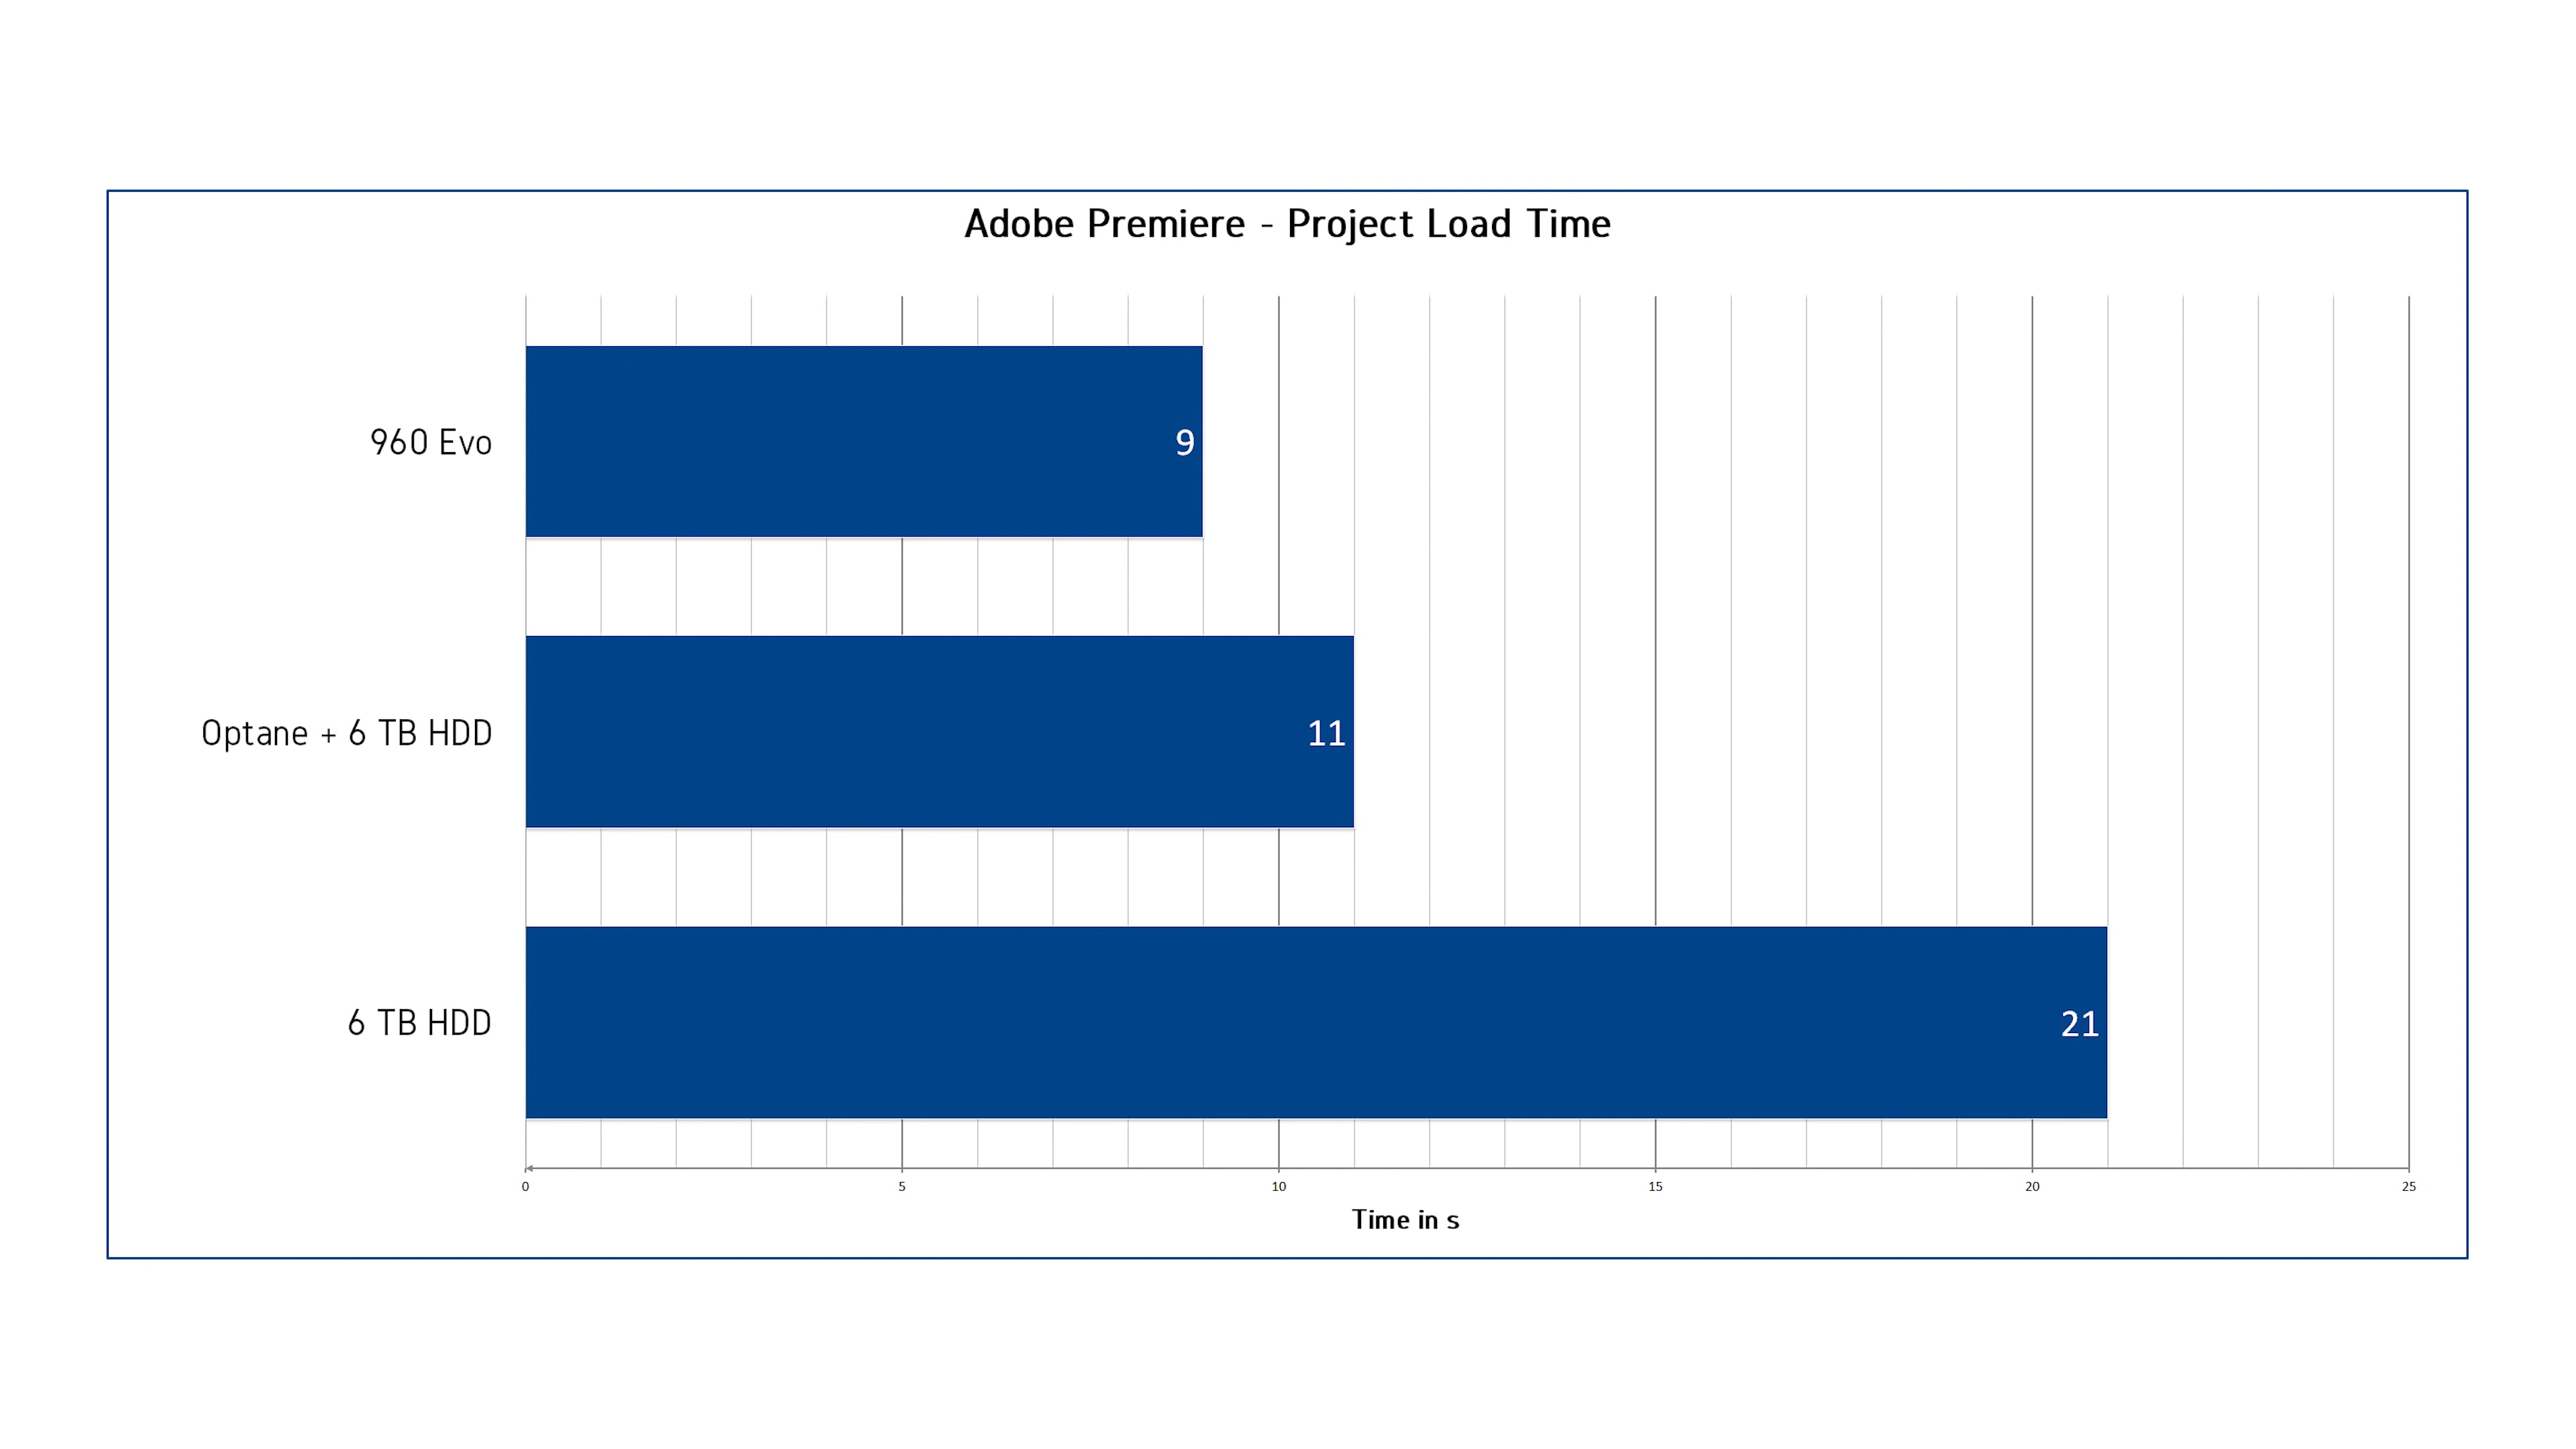 Adobe Premiere - Project Load Time
960 Evo
9
Optane + 6 TB HDD
11
6 TB HDD
21
0 5 10 15 20 25
Time in s